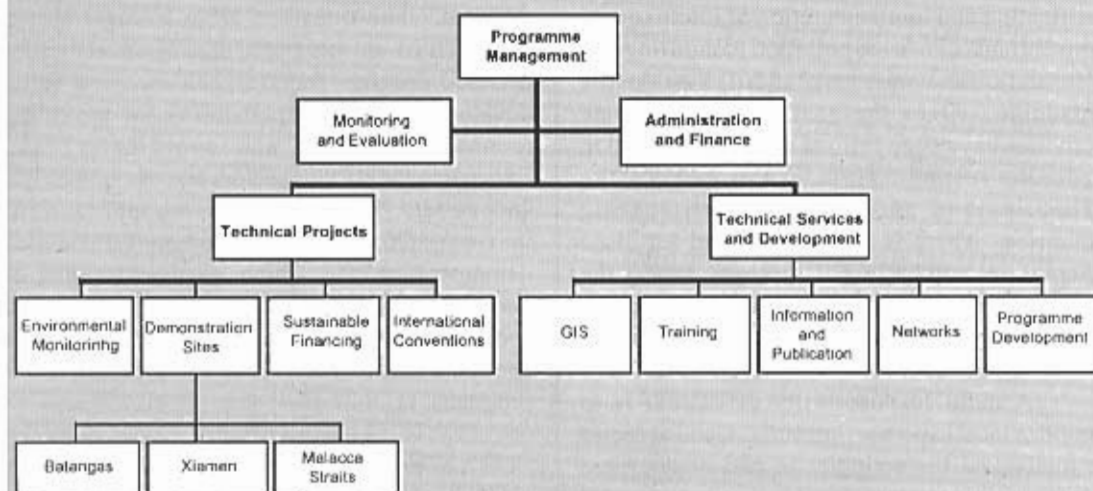 Programme
Management
Monitoring
and Evaluation
Administration
and Finance
Technical Projects
Technical Services
and Development
Environmental
Monitorinhg
Demonstration
Sites
Sustainable
Financing
International
Conventions
GIS
Training
Information
and
Publication
Networks
Programme
Development
Batangas
Xiamen
Malacca
Straits